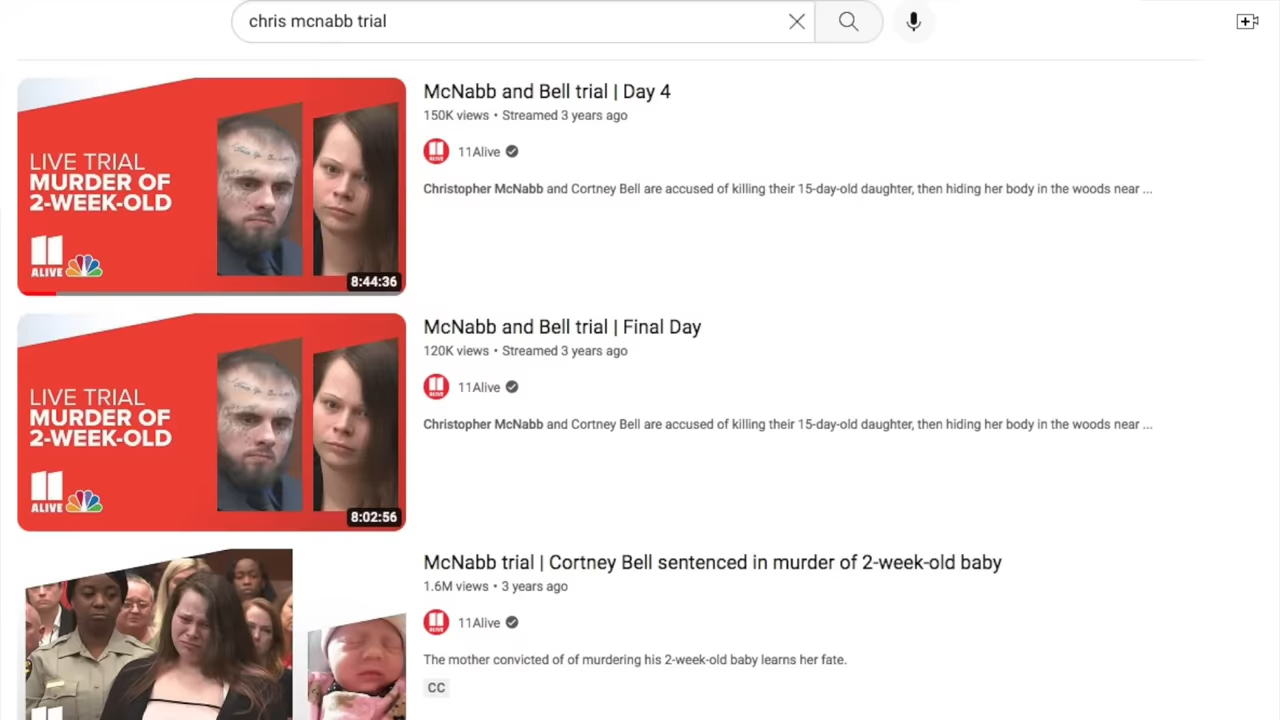 chris mcnabb trial
LIVE TRIAL
MURDER OF
2-WEEK-OLD
ALIVE
8:44:36
McNabb and Bell trial | Day 4
150K views • Streamed 3 years ago
11Alive
Christopher McNabb and Cortney Bell are accused of killing their 15-day-old daughter, then hiding her body in the woods near ...
LIVE TRIAL
MURDER OF
2-WEEK-OLD
ALIVE
8:02:56
McNabb and Bell trial | Final Day
120K views • Streamed 3 years ago
11Alive
Christopher McNabb and Cortney Bell are accused of killing their 15-day-old daughter, then hiding her body in the woods near ...
McNabb trial | Cortney Bell sentenced in murder of 2-week-old baby
1.6M views • 3 years ago
11Alive
The mother convicted of of murdering his 2-week-old baby learns her fate.
CC